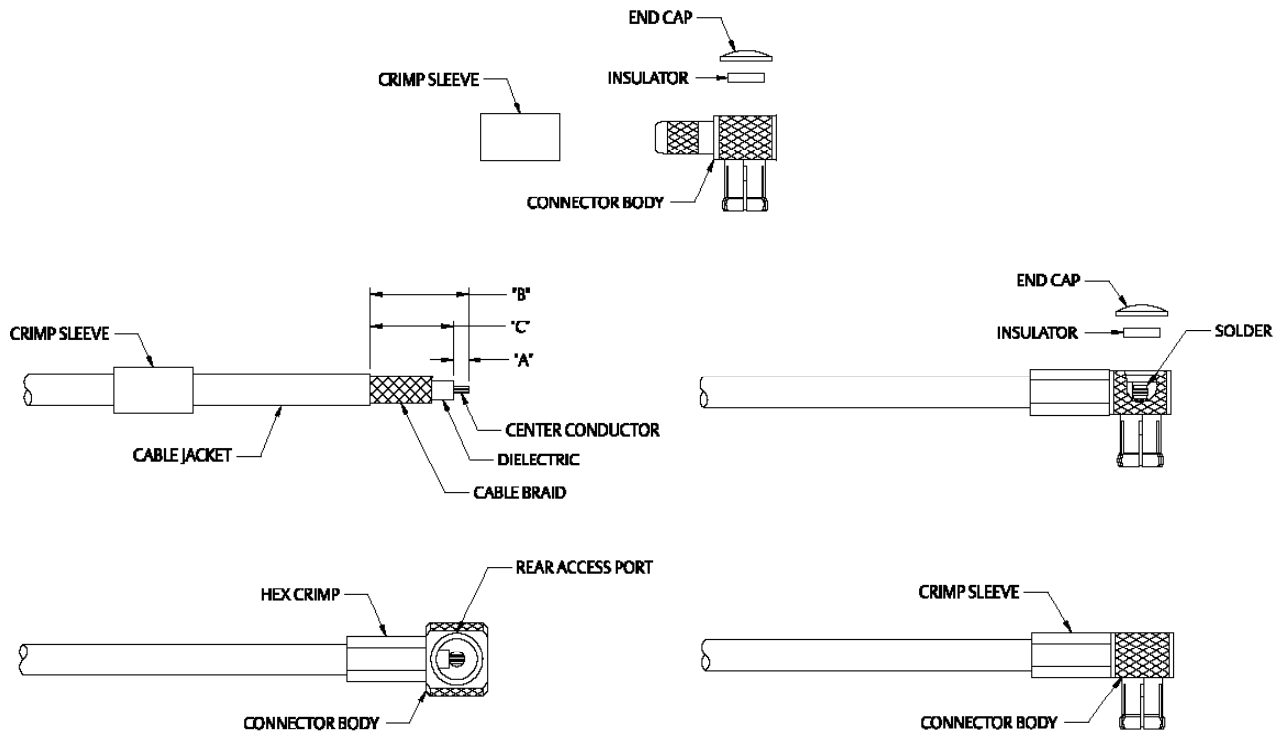 END CAP
INSULATOR
CRIMP SLEEVE
CONNECTOR BODY
"B"
"C"
"A"
CRIMP SLEEVE
CENTER CONDUCTOR
DIELECTRIC
CABLE JACKET
CABLE BRAID
END CAP
INSULATOR
SOLDER
REAR ACCESS PORT
HEX CRIMP
CONNECTOR BODY
CRIMP SLEEVE
CONNECTOR BODY